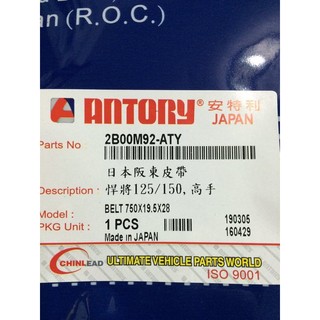 an (R.O.C.)
ANTORY® 安特利
JAPAN
Parts No 2B00M92-ATY
日本阪東皮帶
Description : 悍將125/150,高手
Model : BELT 750X19.5X28
PKG Unit : 1 PCS 190305
Made in JAPAN 160429
CHINLEAD ULTIMATE VEHICLE PARTS WORLD
ISO 9001